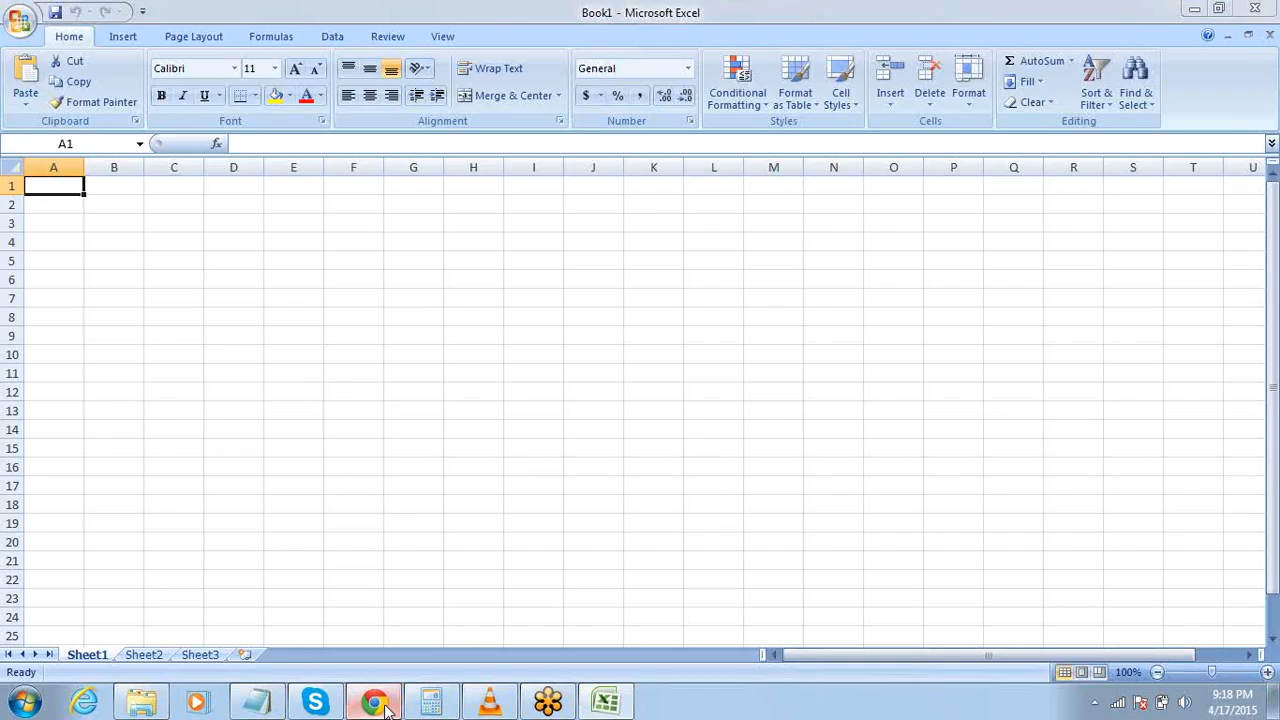 Book1 - Microsoft Excel
Home Insert Page Layout Formulas Data Review View
Paste Cut Calibri 11 A A Wrap Text General Conditional Formatting Format as Table Cell Styles Insert Delete Format Σ AutoSum Sort & Filter Find & Select
Copy Fill
Format Painter B I U A Merge & Center $ % , Clear
Clipboard Font Alignment Number Styles Cells Editing
A1 fx
A B C D E F G H I J K L M N O P Q R S T U
1
2
3
4
5
6
7
8
9
10
11
12
13
14
15
16
17
18
19
20
21
22
23
24
25
Sheet1 Sheet2 Sheet3
Ready 100%
9:18 PM
4/17/2015